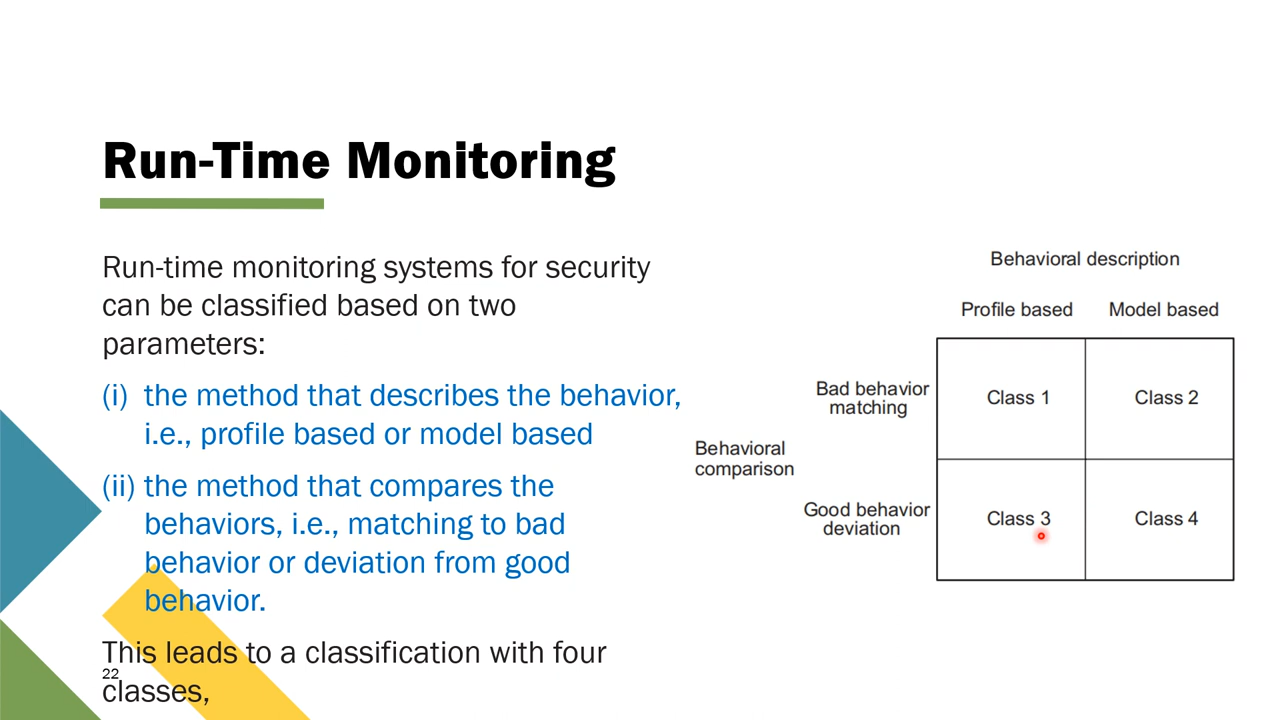 Run-Time Monitoring
Run-time monitoring systems for security
can be classified based on two
parameters:
(i) the method that describes the behavior,
i.e., profile based or model based
(ii) the method that compares the
behaviors, i.e., matching to bad
behavior or deviation from good
behavior.
This leads to a classification with four
classes,
22
Behavioral description
Profile based Model based
Bad behavior
matching
Class 1 Class 2
Behavioral
comparison
Good behavior
deviation
Class 3 Class 4